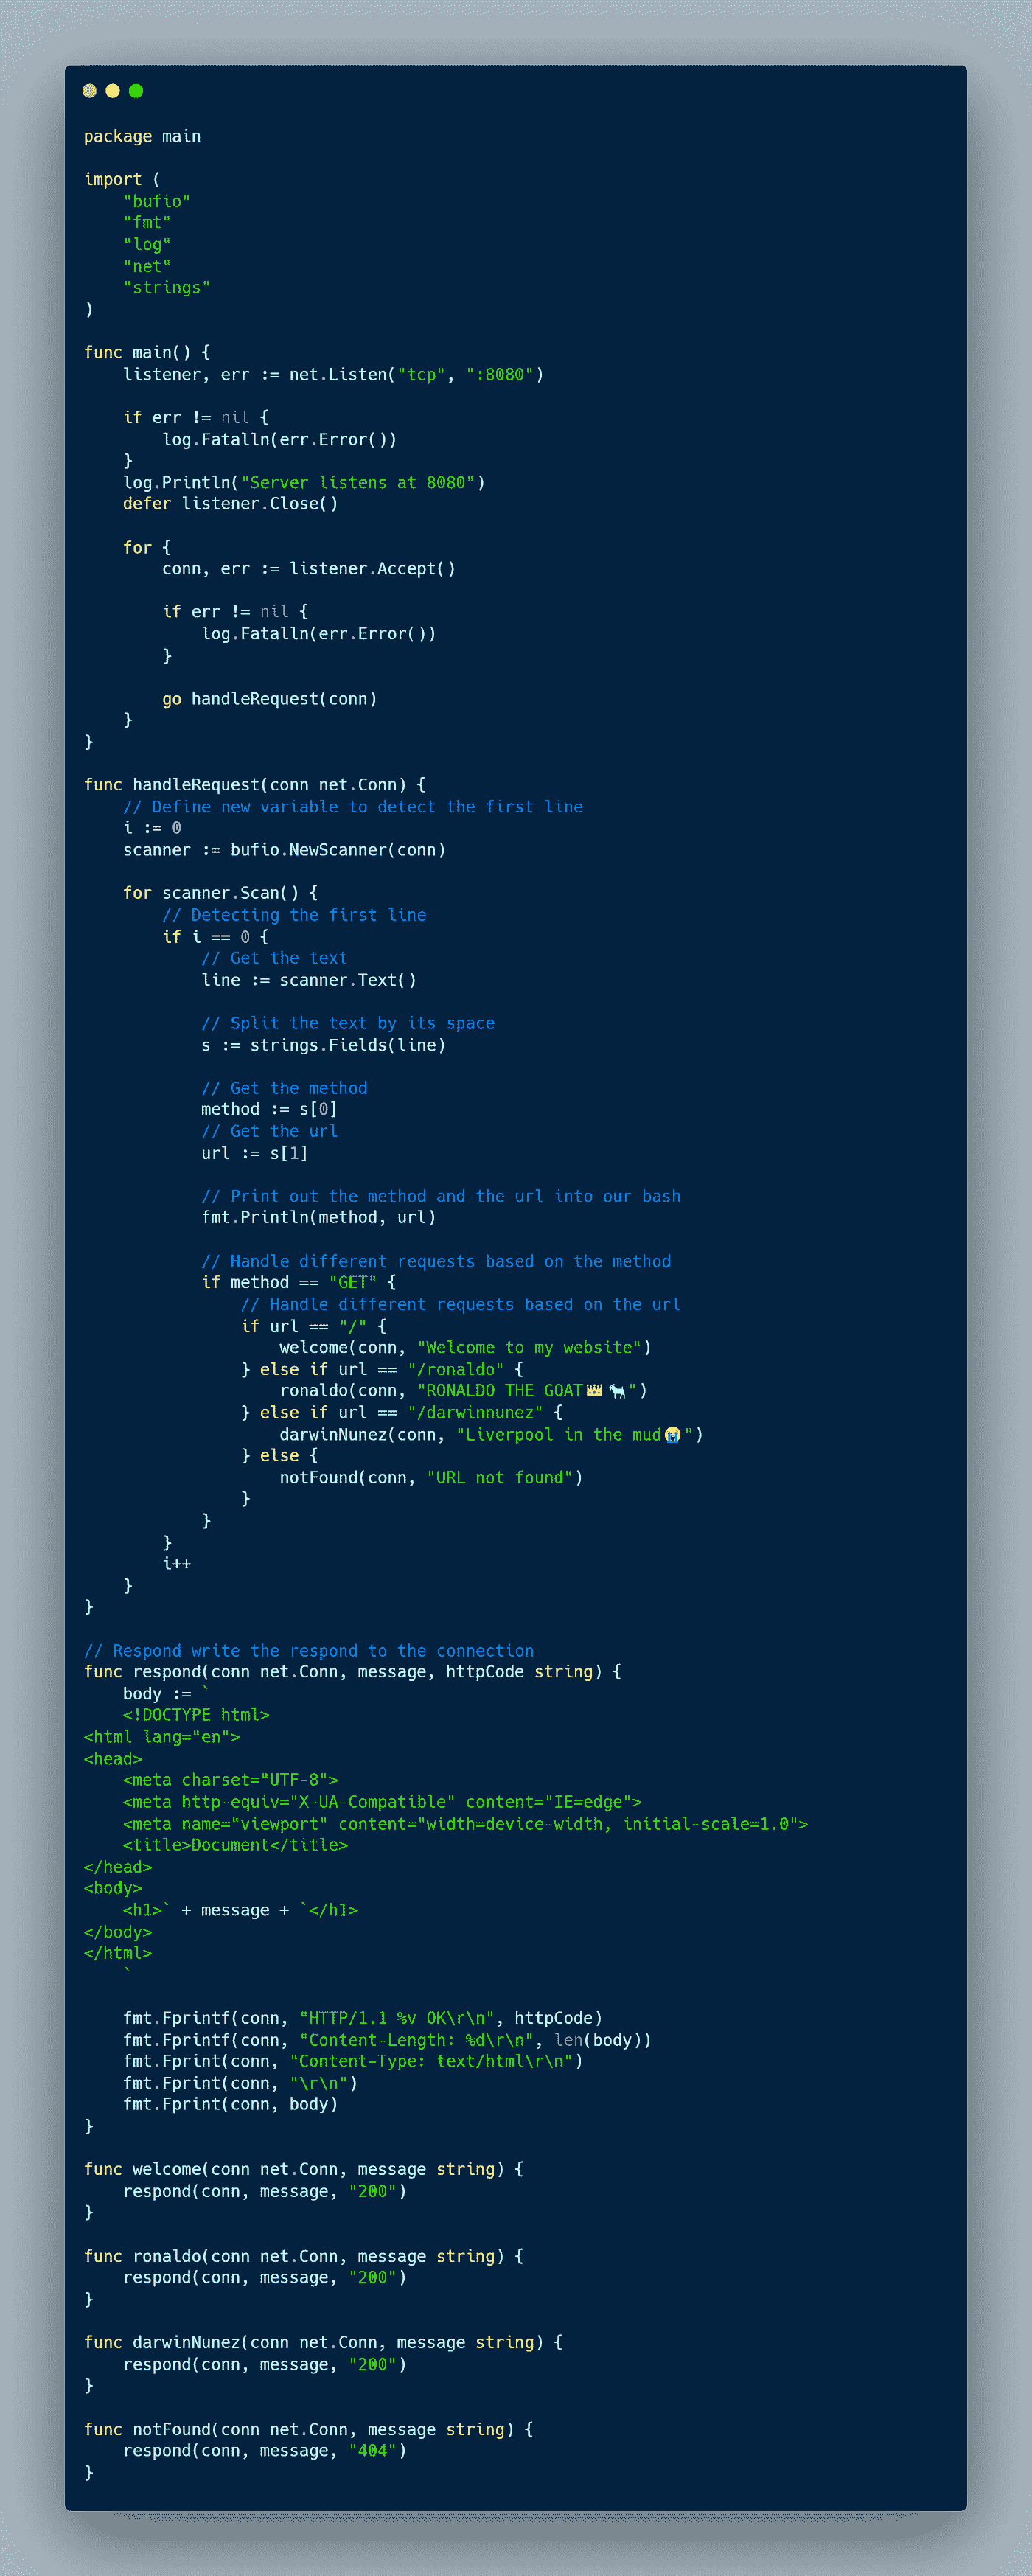 package main

import (
    "bufio"
    "fmt"
    "log"
    "net"
    "strings"
)

func main() {
    listener, err := net.Listen("tcp", ":8080")

    if err != nil {
        log.Fatalln(err.Error())
    }
    log.Println("Server listens at 8080")
    defer listener.Close()

    for {
        conn, err := listener.Accept()

        if err != nil {
            log.Fatalln(err.Error())
        }

        go handleRequest(conn)
    }
}

func handleRequest(conn net.Conn) {
    // Define new variable to detect the first line
    i := 0
    scanner := bufio.NewScanner(conn)

    for scanner.Scan() {
        // Detecting the first line
        if i == 0 {
            // Get the text
            line := scanner.Text()

            // Split the text by its space
            s := strings.Fields(line)

            // Get the method
            method := s[0]
            // Get the url
            url := s[1]

            // Print out the method and the url into our bash
            fmt.Println(method, url)

            // Handle different requests based on the method
            if method == "GET" {
                // Handle different requests based on the url
                if url == "/" {
                    welcome(conn, "Welcome to my website")
                } else if url == "/ronaldo" {
                    ronaldo(conn, "RONALDO THE GOAT👑🐐")
                } else if url == "/darwinnunez" {
                    darwinNunez(conn, "Liverpool in the mud😭")
                } else {
                    notFound(conn, "URL not found")
                }
            }
        }
        i++
    }
}

// Respond write the respond to the connection
func respond(conn net.Conn, message, httpCode string) {
    body := `
    <!DOCTYPE html>
<html lang="en">
<head>
    <meta charset="UTF-8">
    <meta http-equiv="X-UA-Compatible" content="IE=edge">
    <meta name="viewport" content="width=device-width, initial-scale=1.0">
    <title>Document</title>
</head>
<body>
    <h1>` + message + `</h1>
</body>
</html>
    `

    fmt.Fprintf(conn, "HTTP/1.1 %v OK\r\n", httpCode)
    fmt.Fprintf(conn, "Content-Length: %d\r\n", len(body))
    fmt.Fprint(conn, "Content-Type: text/html\r\n")
    fmt.Fprint(conn, "\r\n")
    fmt.Fprint(conn, body)
}

func welcome(conn net.Conn, message string) {
    respond(conn, message, "200")
}

func ronaldo(conn net.Conn, message string) {
    respond(conn, message, "200")
}

func darwinNunez(conn net.Conn, message string) {
    respond(conn, message, "200")
}

func notFound(conn net.Conn, message string) {
    respond(conn, message, "404")
}